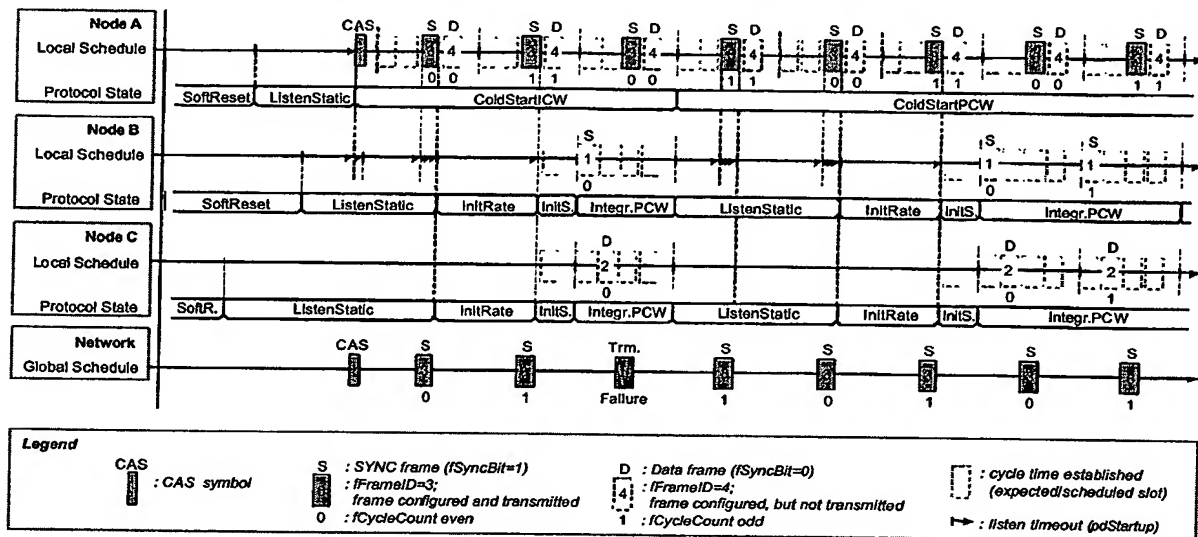 Node A
Local Schedule
Protocol State
CAS S D S D S D S D S D S D S D S D
4 4 4 4 4 4 4 4
0 0 1 1 0 0 1 1 0 0 1 1 0 0 1 1
SoftReset ListenStatic ColdStartICW ColdStartPCW
Node B
Local Schedule
Protocol State
S S S
1 1 1
0 0 1
SoftReset ListenStatic InitRate InitS. Integr.PCW ListenStatic InitRate InitS. Integr.PCW
Node C
Local Schedule
Protocol State
D D D
2 2 2
0 0 1
SoftR. ListenStatic InitRate InitS. Integr.PCW ListenStatic InitRate InitS. Integr.PCW
Network
Global Schedule
CAS S S Trm. S S S S S
0 1 Failure 1 0 1 0 1
Legend
CAS
: CAS symbol
S : SYNC frame (fSyncBit=1)
: fFrameID=3;
frame configured and transmitted
0 : fCycleCount even
D : Data frame (fSyncBit=0)
4 : fFrameID=4;
frame configured, but not transmitted
1 : fCycleCount odd
: cycle time established
(expected/scheduled slot)
: listen timeout (pdStartup)